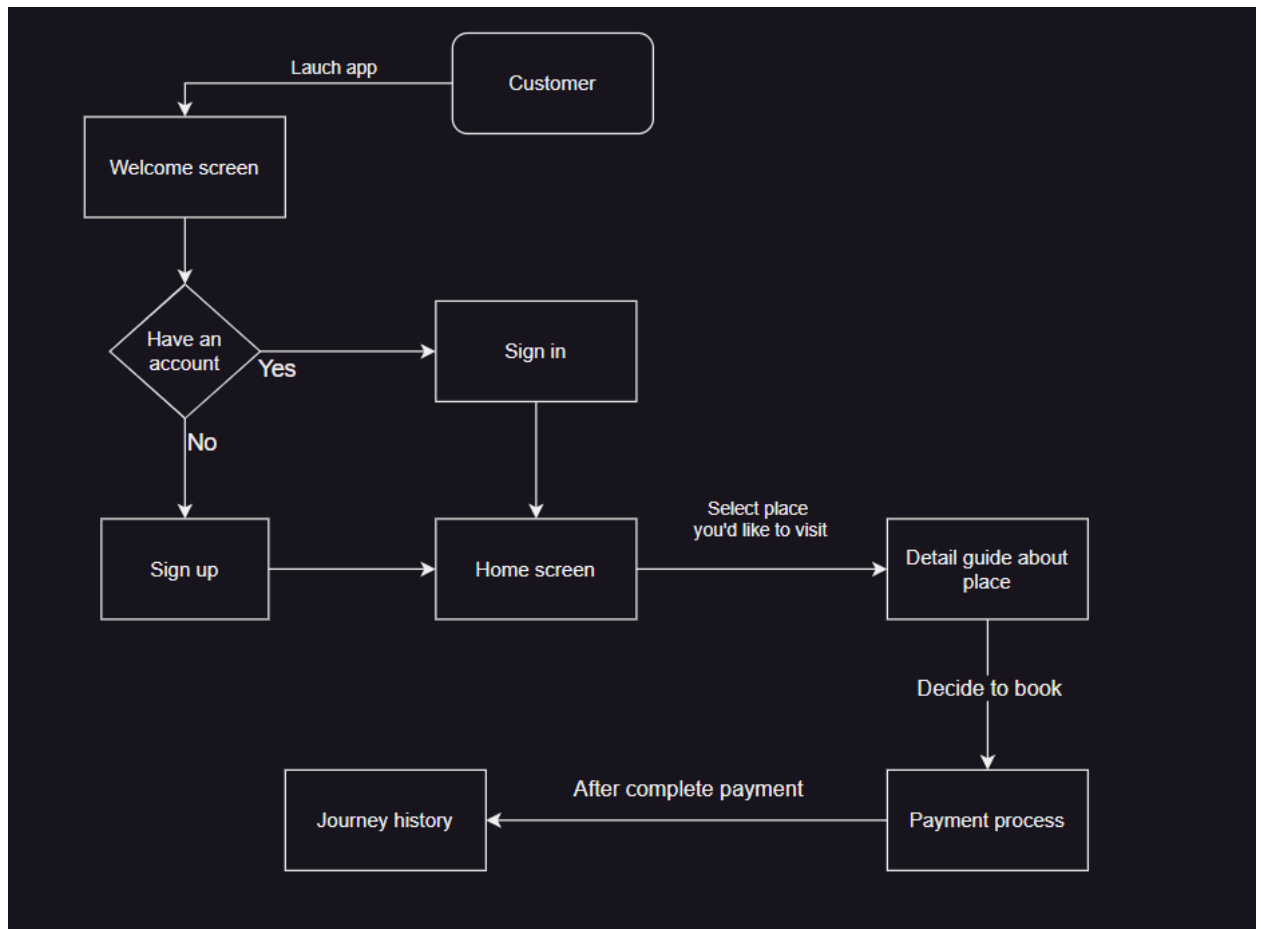 Lauch app
Customer
Welcome screen
Have an
account
Yes
Sign in
No
Sign up
Home screen
Select place
you'd like to visit
Detail guide about
place
Decide to book
After complete payment
Journey history
Payment process